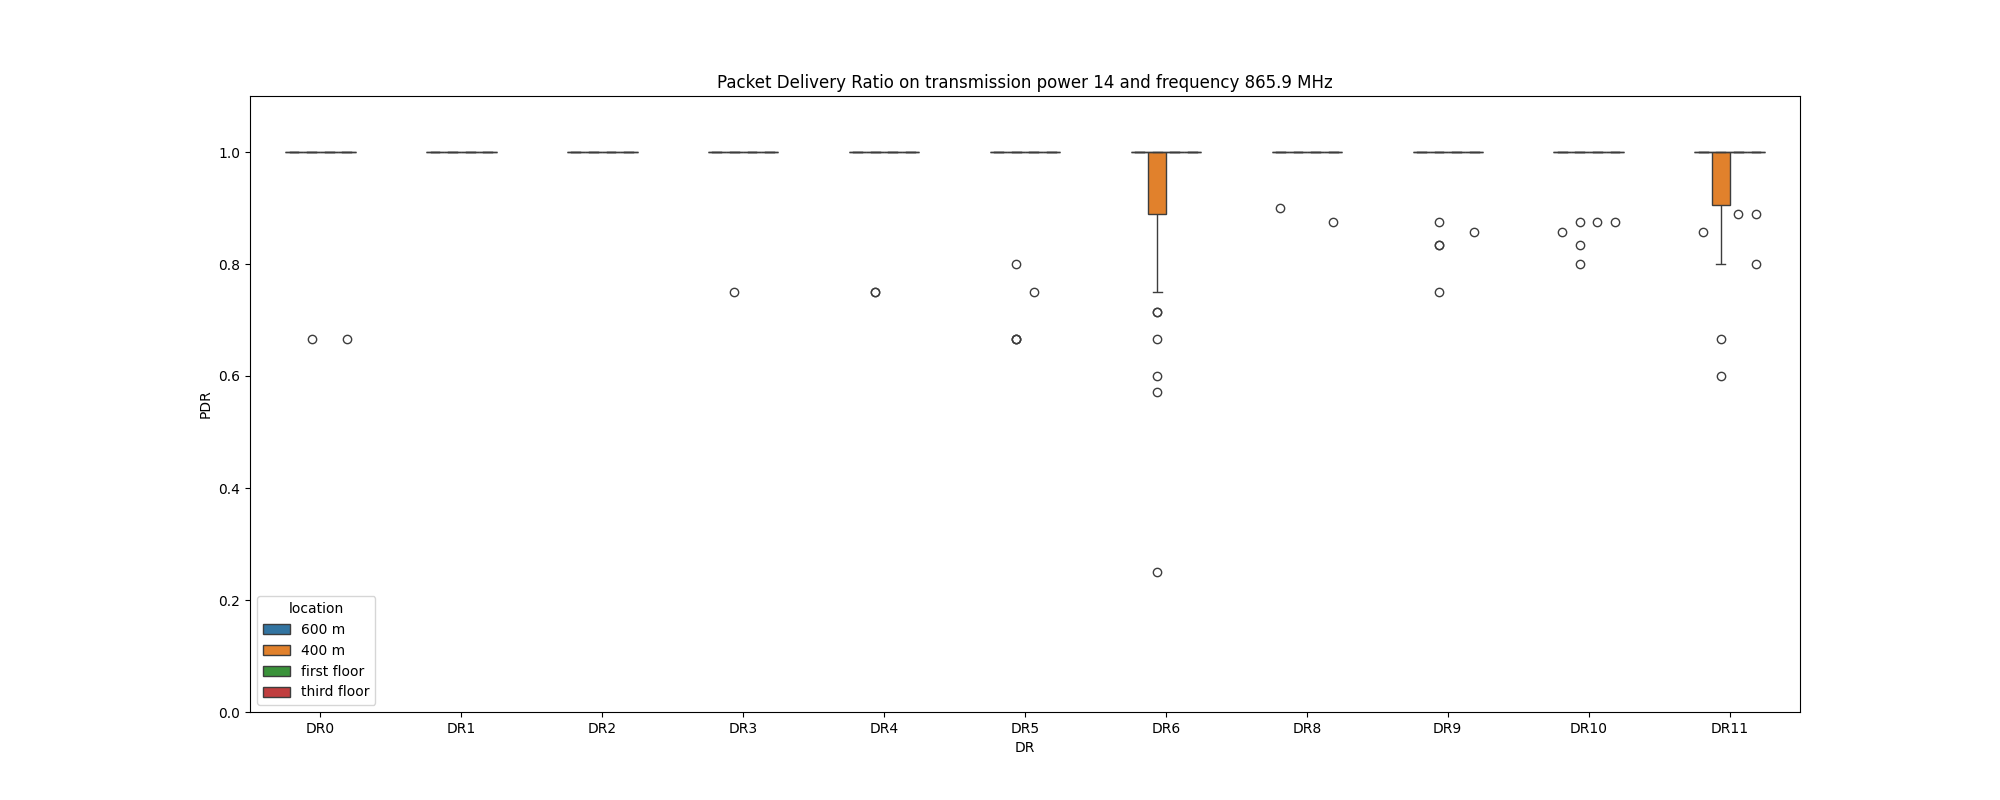 Packet Delivery Ratio on transmission power 14 and frequency 865.9 MHz
1.0
0.8
0.6
0.4
0.2
0.0
PDR
location
600 m
400 m
first floor
third floor
DR0 DR1 DR2 DR3 DR4 DR5 DR6 DR8 DR9 DR10 DR11
DR